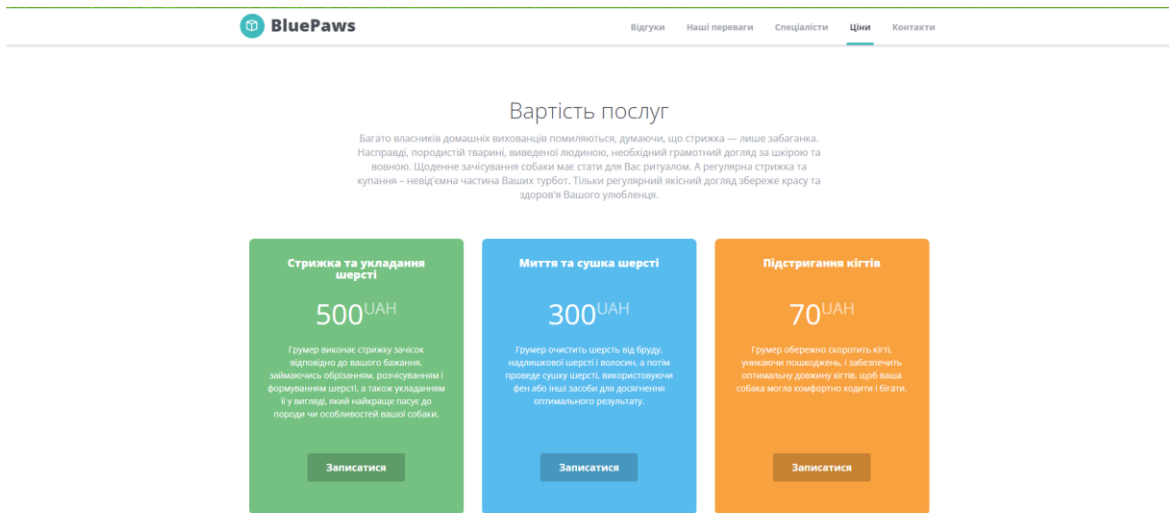 BluePaws
Відгуки Наші переваги Спеціалісти Ціни Контакти
Вартість послуг
Багато власників домашніх вихованців помиляються, думаючи, що стрижка — лише забаганка.
Насправді, породистій тварині, виведеної людиною, необхідний грамотний догляд за шкірою та
вовною. Щоденне зачісування собаки має стати для Вас ритуалом. А регулярна стрижка та
купання – невід'ємна частина Ваших турбот. Тільки регулярний якісний догляд збереже красу та
здоров'я Вашого улюбленця.
Стрижка та укладання
шерсті
500 UAH
Грумер виконає стрижку зачісок
відповідно до вашого бажання,
займаючись обрізанням, розчісуванням і
формуванням шерсті, а також укладанням
її у вигляді, який найкраще пасує до
породи чи особливостей вашої собаки.
Записатися
Миття та сушка шерсті
300 UAH
Грумер очистить шерсть від бруду,
надлишкової шерсті і волосин, а потім
проведе сушку шерсті, використовуючи
фен або інші засоби для досягнення
оптимального результату.
Записатися
Підстригання кігтів
70 UAH
Грумер обережно скоротить кігті,
уникаючи пошкоджень, і забезпечить
оптимальну довжину кігтів, щоб ваша
собака могла комфортно ходити і бігати.
Записатися